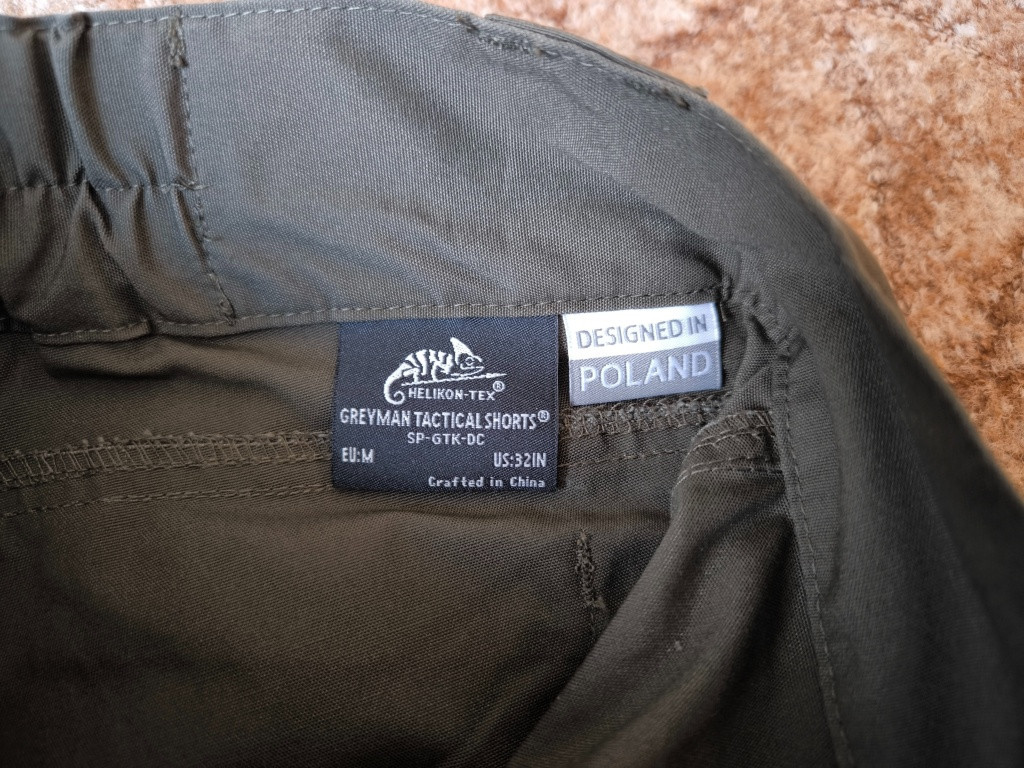 HELIKON-TEX®
GREYMAN TACTICAL SHORTS®
SP-GTK-DC
EU:M US:32IN
Crafted in China
DESIGNED IN
POLAND